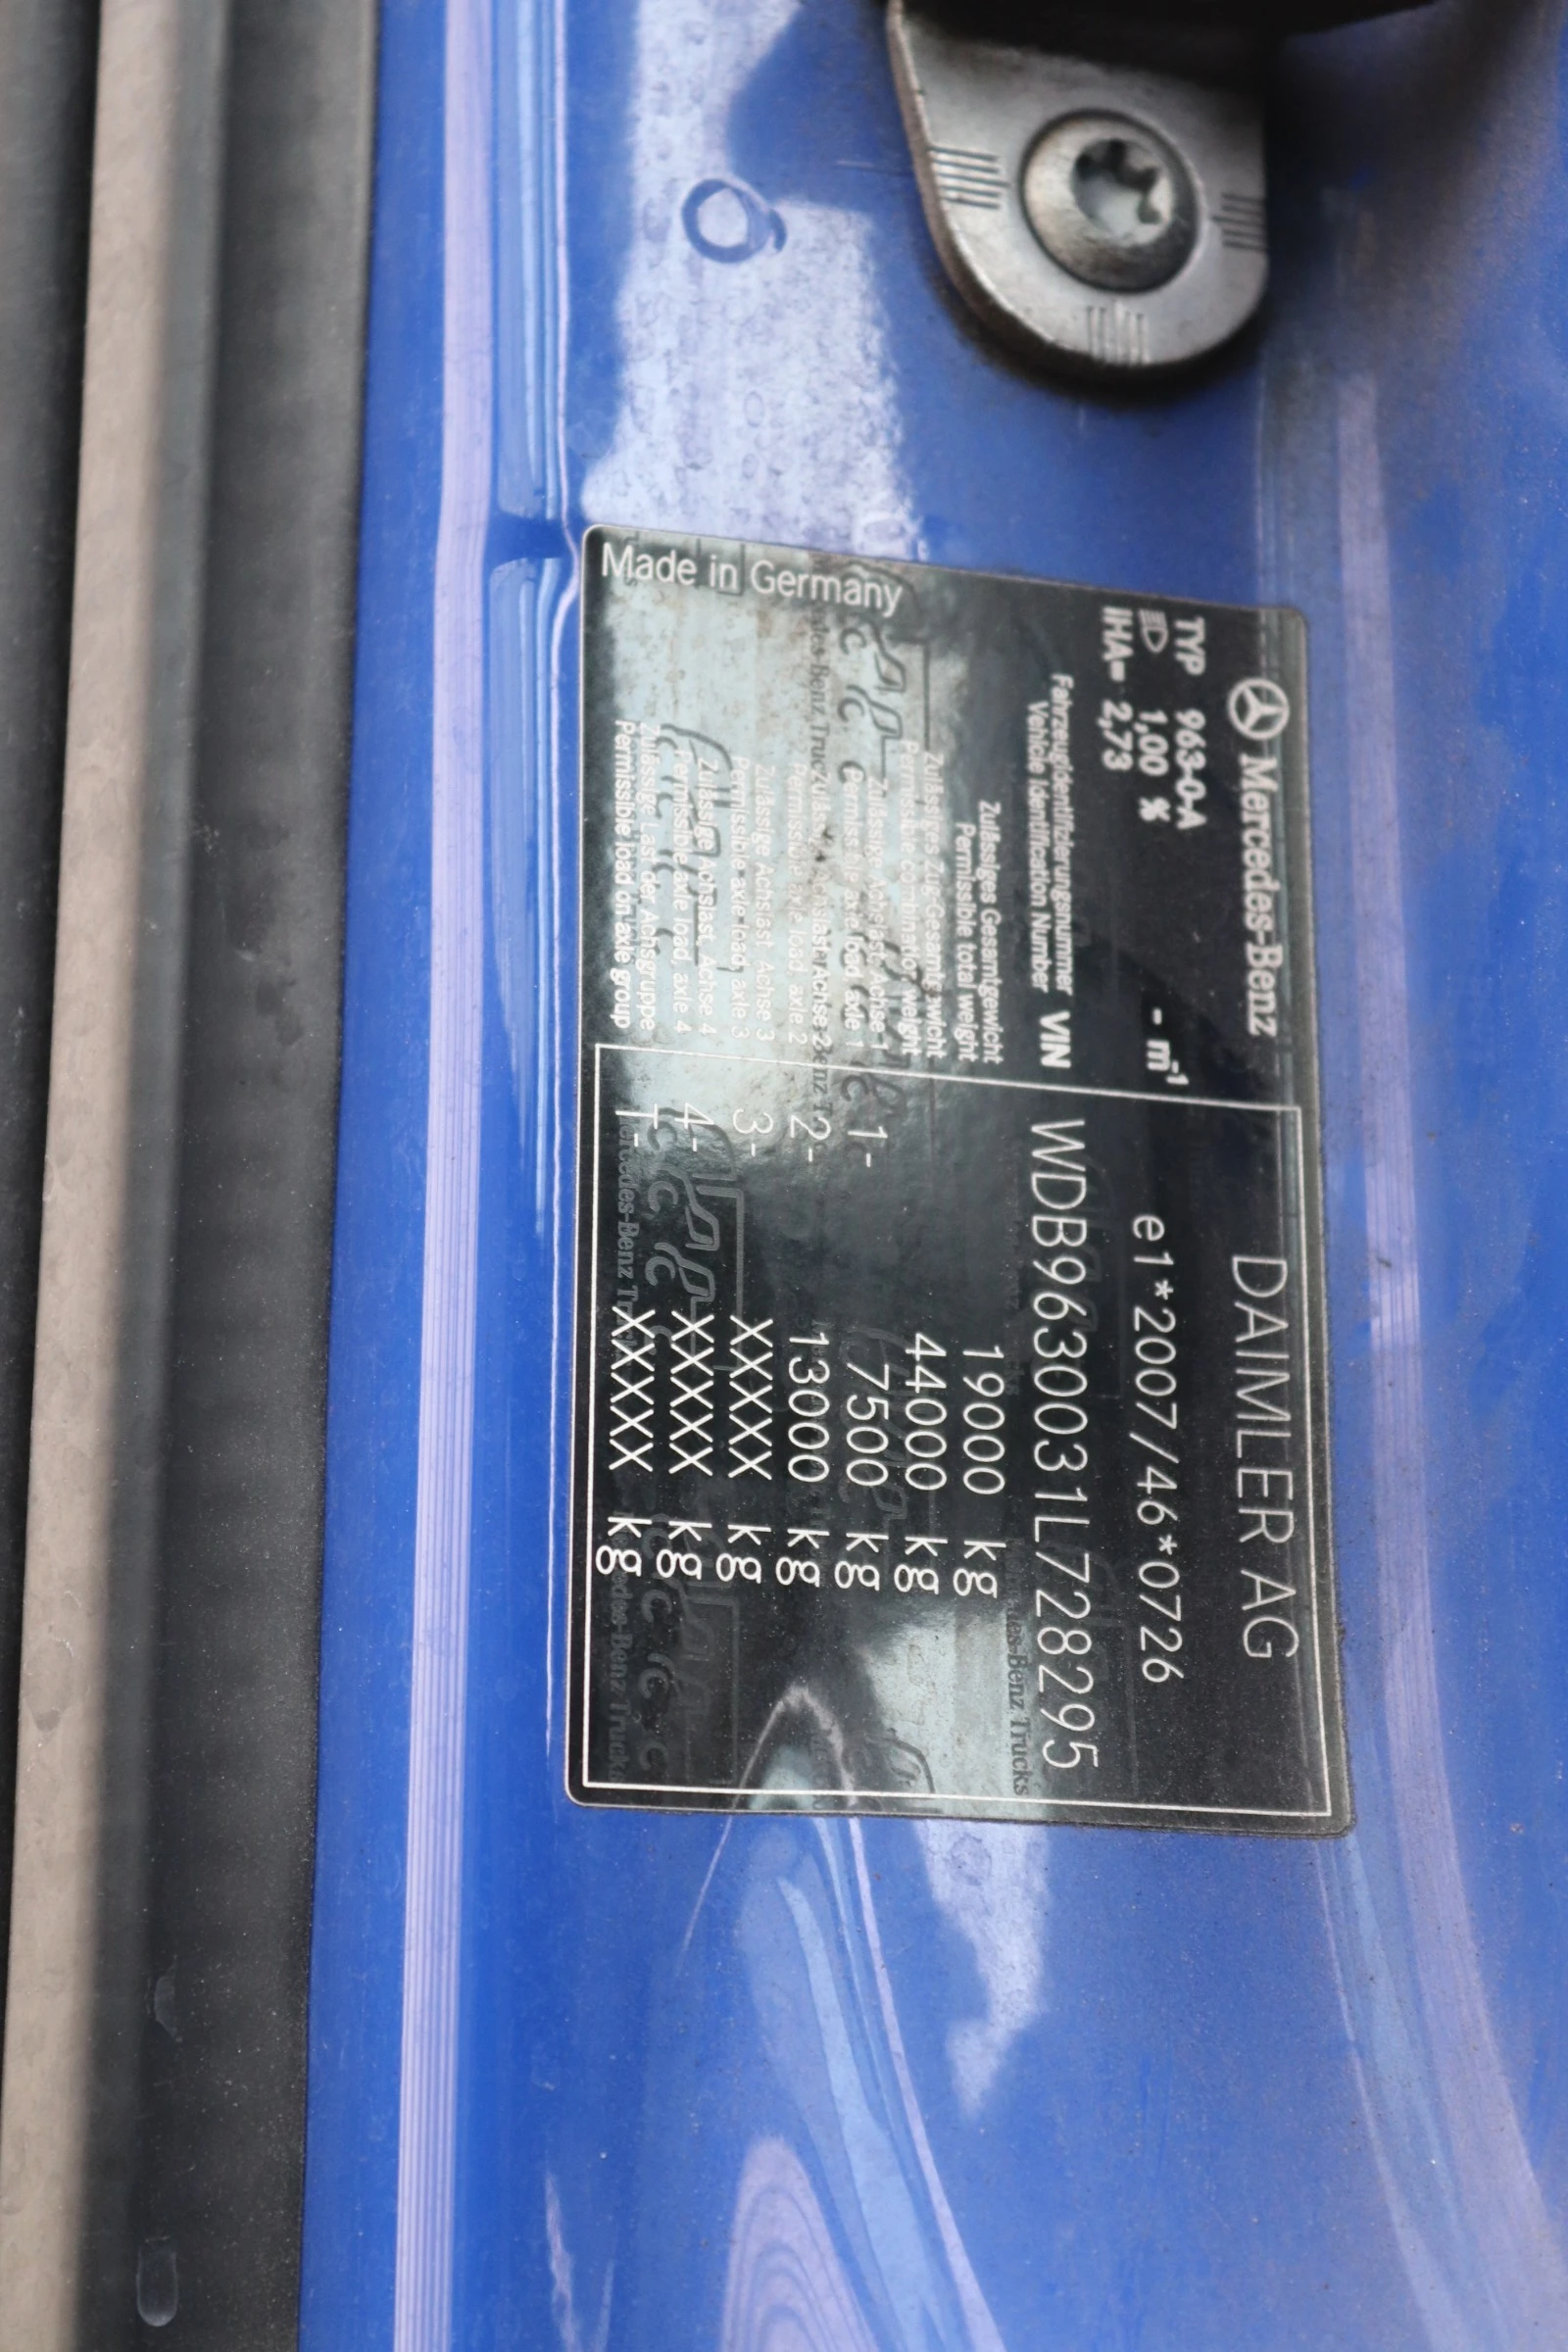 Mercedes-Benz DAIMLER AG
TYP 963-0-A
1,00 % - m-1 e1*2007/46*0726
IHA= 2,73
Fahrzeugidentifizierungsnummer
Vehicle Identification Number VIN WDB9630031L728295
Zulässiges Gesamtgewicht
Permissible total weight 19000 kg
Zulässiges Zug-Gesamtgewicht
Permissible combination weight 44000 kg
Zulässige Achslast, Achse 1
Permissible axle load, axle 1 1- 7500 kg
Zulässige Achslast, Achse 2
Permissible axle load, axle 2 2- 13000 kg
Zulässige Achslast, Achse 3
Permissible axle load, axle 3 3- XXXXX kg
Zulässige Achslast, Achse 4
Permissible axle load, axle 4 4- XXXXX kg
Zulässige Last der Achsgruppe
Permissible load on axle group T- XXXXX kg
Made in Germany
Mercedes-Benz Trucks